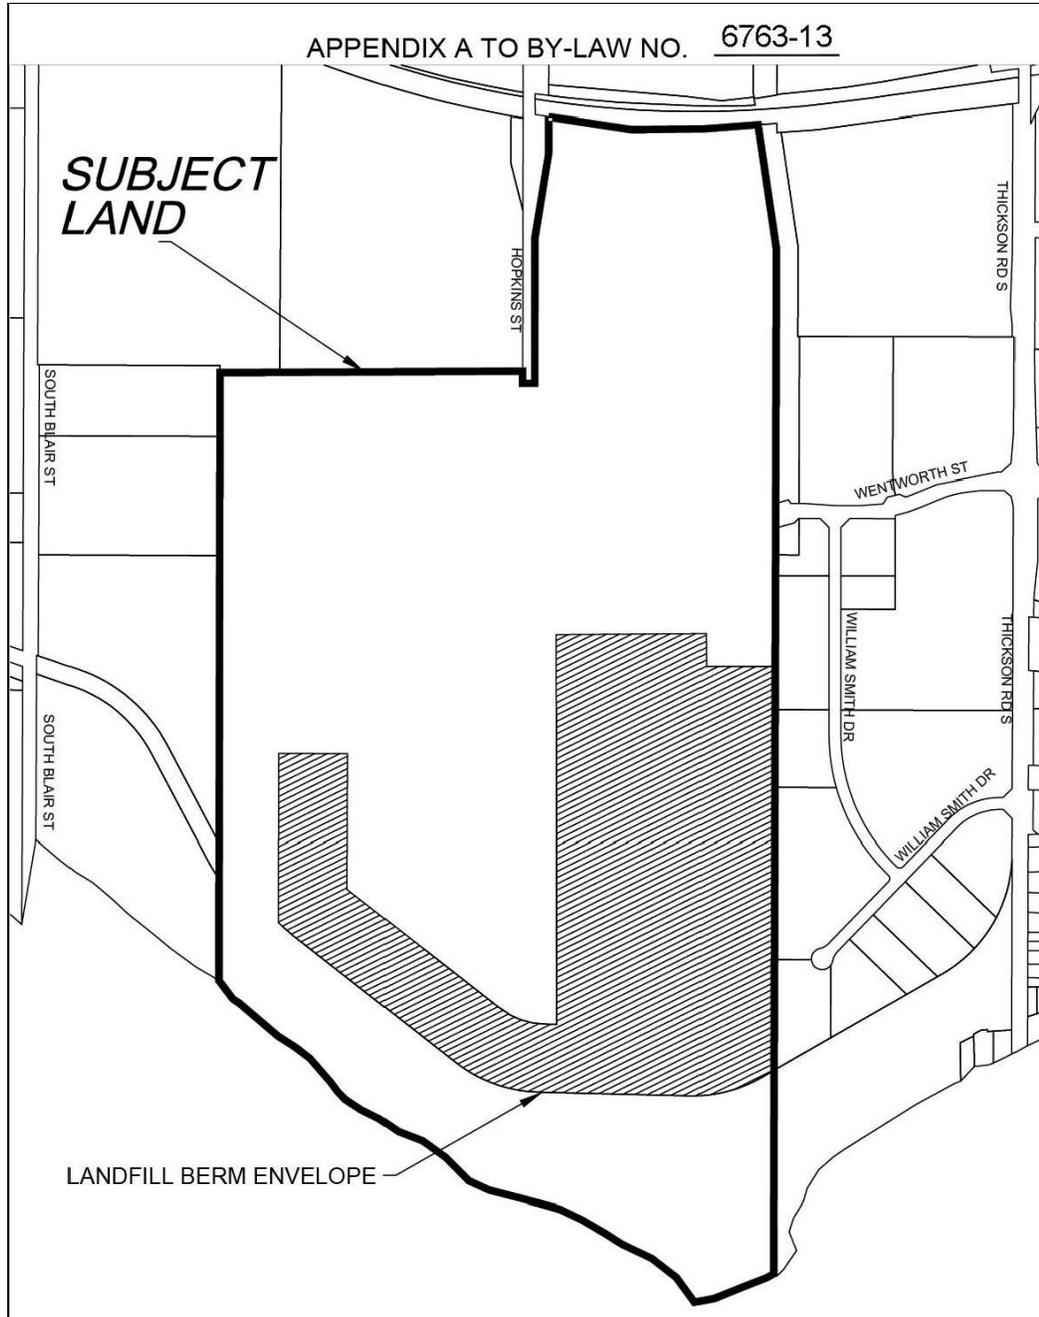 APPENDIX A TO BY-LAW NO. 6763-13
SUBJECT
LAND
HOPKINS ST
THICKSON RD S
SOUTH BLAIR ST
WENTWORTH ST
WILLIAM SMITH DR
THICKSON RD S
SOUTH BLAIR ST
WILLIAM SMITH DR
LANDFILL BERM ENVELOPE